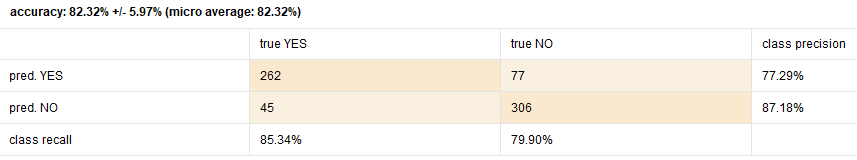 accuracy: 82.32% +/- 5.97% (micro average: 82.32%)
true YES true NO class precision
pred. YES 262 77 77.29%
pred. NO 45 306 87.18%
class recall 85.34% 79.90%